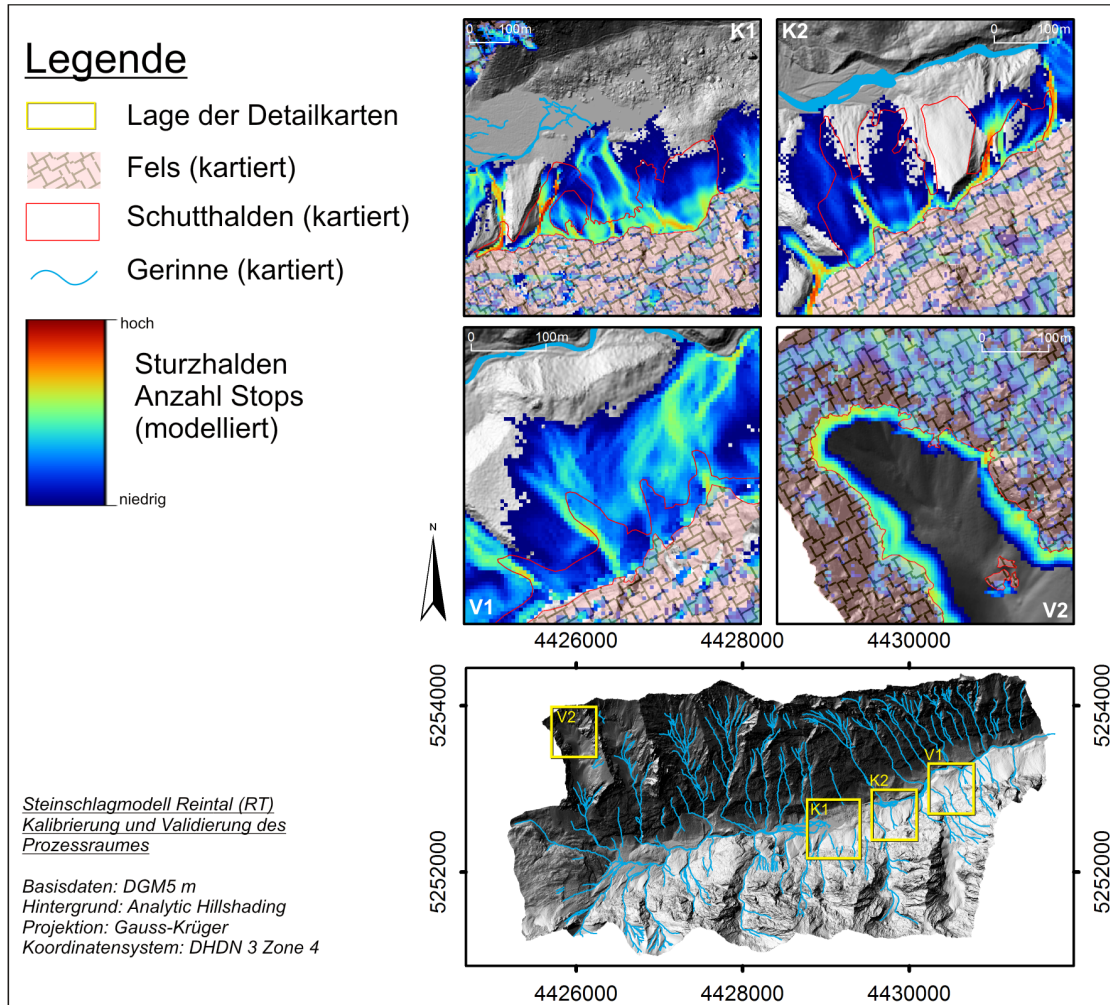 Legende
Lage der Detailkarten
Fels (kartiert)
Schutthalden (kartiert)
Gerinne (kartiert)
hoch
Sturzhalden
Anzahl Stops
(modelliert)
niedrig
Steinschlagmodell Reintal (RT)
Kalibrierung und Validierung des
Prozessraumes
Basisdaten: DGM5 m
Hintergrund: Analytic Hillshading
Projektion: Gauss-Krüger
Koordinatensystem: DHDN 3 Zone 4
N
0 100m K1
K2 0 100m
0 100m
V1
0 100m
V2
4426000 4428000 4430000
5254000 5254000
5252000 5252000
V2
V1
K2
K1
4426000 4428000 4430000